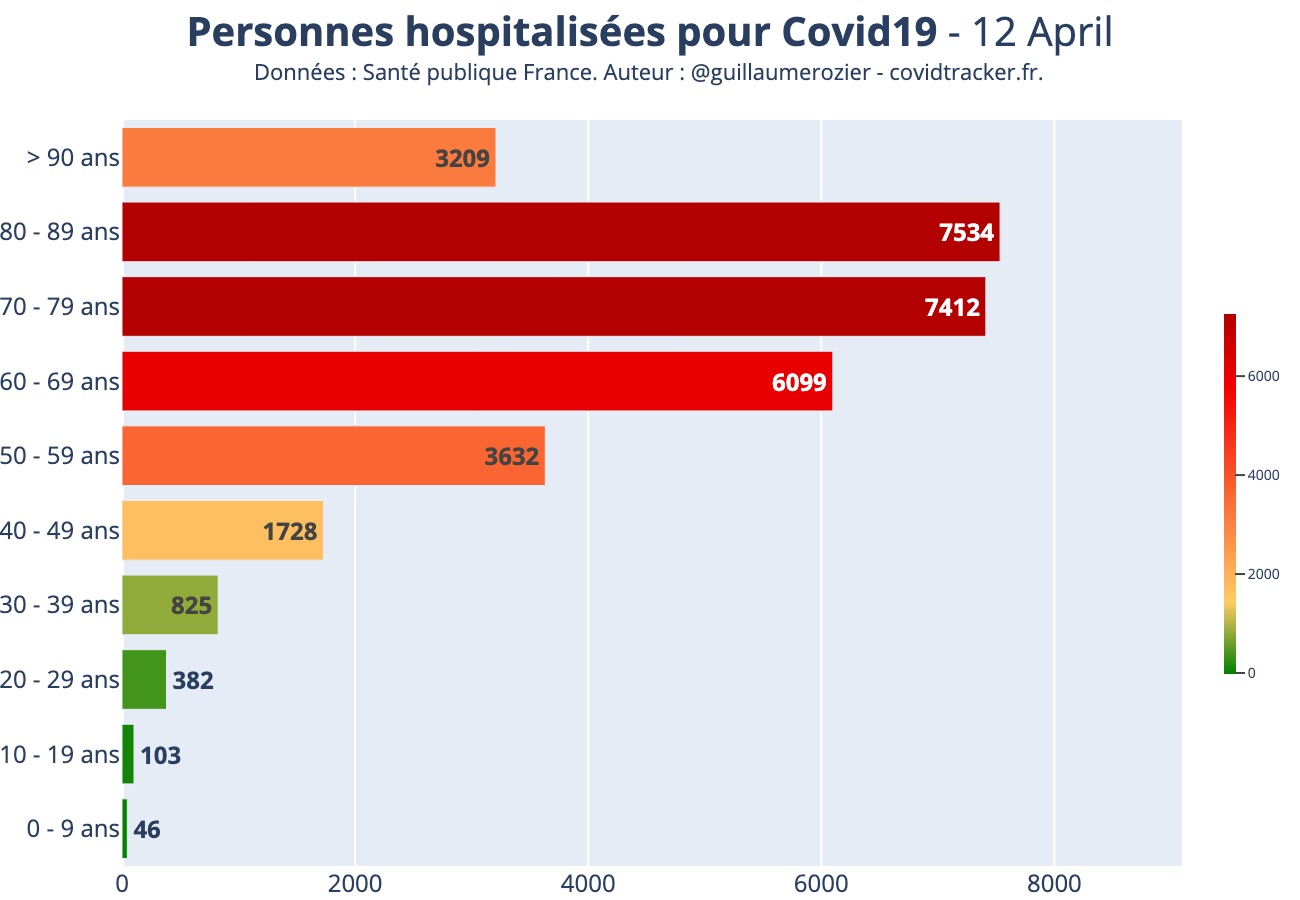 Personnes hospitalisées pour Covid19 - 12 April
Données : Santé publique France. Auteur : @guillaumerozier - covidtracker.fr.
> 90 ans 3209
80 - 89 ans 7534
70 - 79 ans 7412
60 - 69 ans 6099
50 - 59 ans 3632
40 - 49 ans 1728
30 - 39 ans 825
20 - 29 ans 382
10 - 19 ans 103
0 - 9 ans 46
0 2000 4000 6000 8000
6000
4000
2000
0